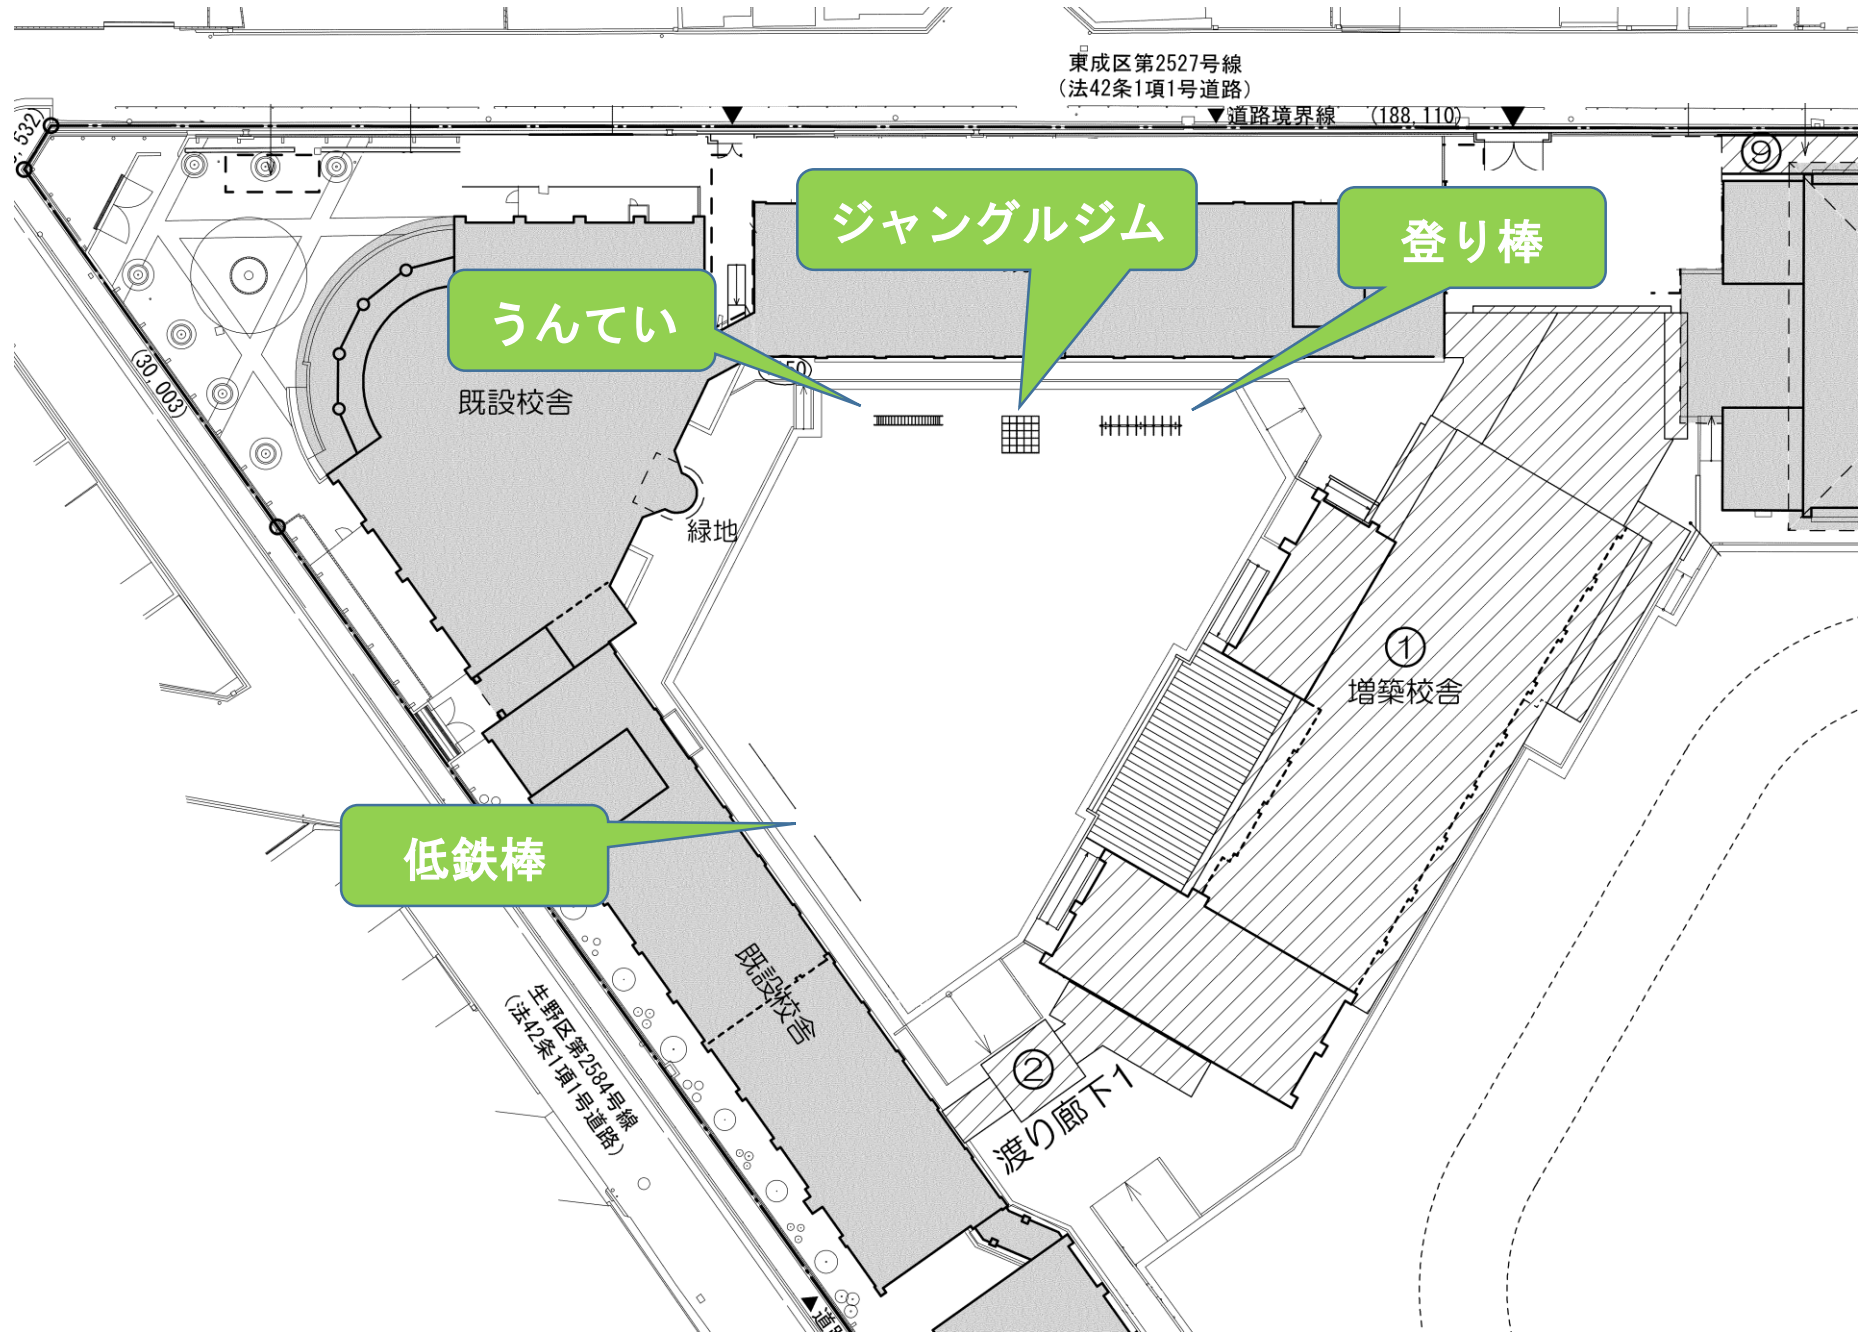 東成区第2527号線
(法42条1項1号道路)
道路境界線 (188,110)
532)
⑨
ジャングルジム
登り棒
うんてい
50)
(30,003)
既設校舎
緑地
①
増築校舎
低鉄棒
既設校舎
生野区第2584号線
(法42条1項1号道路)
②
渡り廊下1